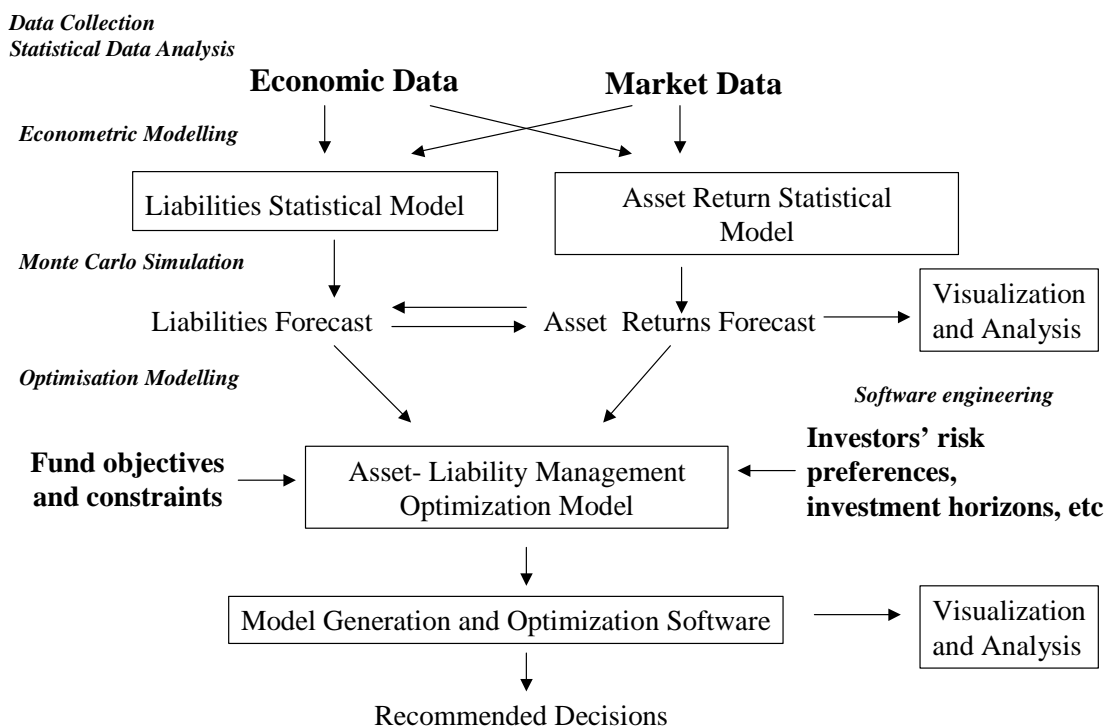 Data Collection
Statistical Data Analysis
Economic Data
Market Data
Econometric Modelling
Liabilities Statistical Model
Asset Return Statistical
Model
Monte Carlo Simulation
Liabilities Forecast
Asset Returns Forecast
Visualization
and Analysis
Optimisation Modelling
Software engineering
Fund objectives
and constraints
Asset- Liability Management
Optimization Model
Investors’ risk
preferences,
investment horizons, etc
Model Generation and Optimization Software
Visualization
and Analysis
Recommended Decisions